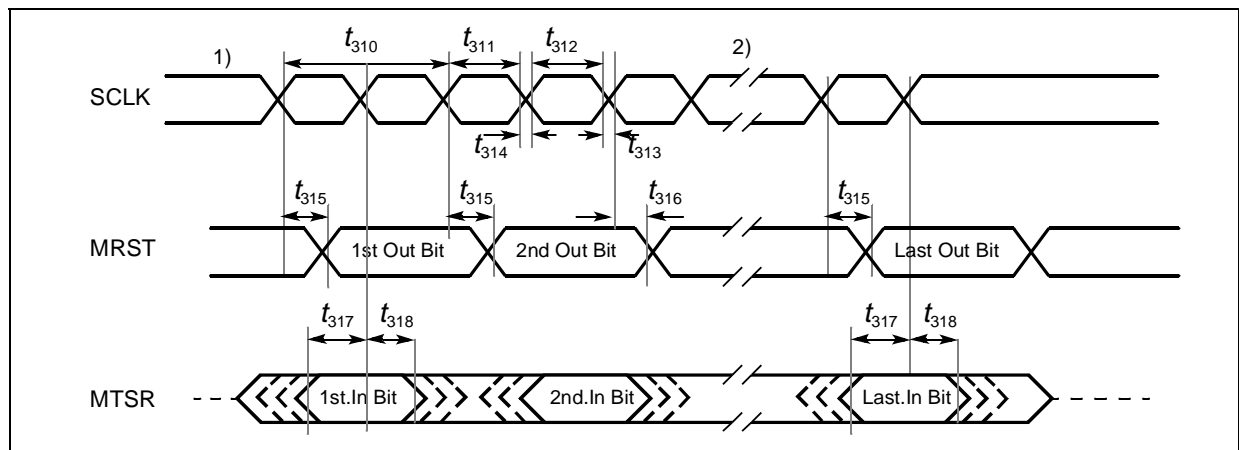 1) t310 t311 t312 2)
SCLK
t314 t313
t315 t315 t316 t315
MRST 1st Out Bit 2nd Out Bit Last Out Bit
t317 t318 t317 t318
MTSR 1st.In Bit 2nd.In Bit Last.In Bit